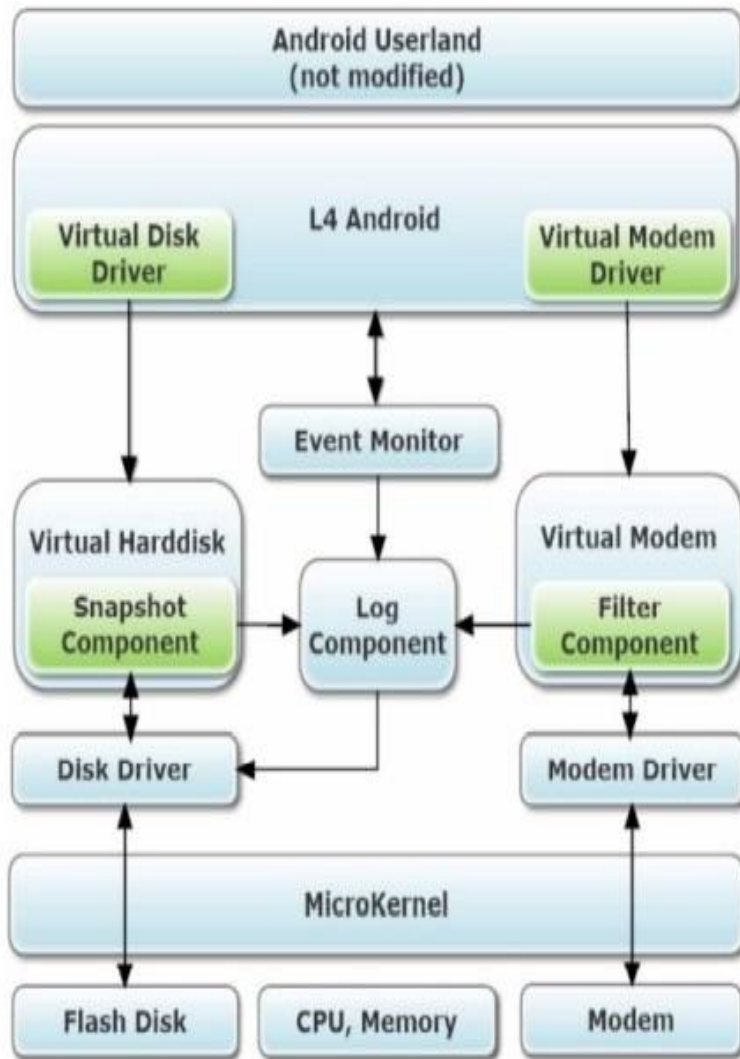 Android Userland
(not modified)
L4 Android
Virtual Disk
Driver
Virtual Modem
Driver
Event Monitor
Virtual Harddisk
Snapshot
Component
Log
Component
Virtual Modem
Filter
Component
Disk Driver
Modem Driver
MicroKernel
Flash Disk
CPU, Memory
Modem